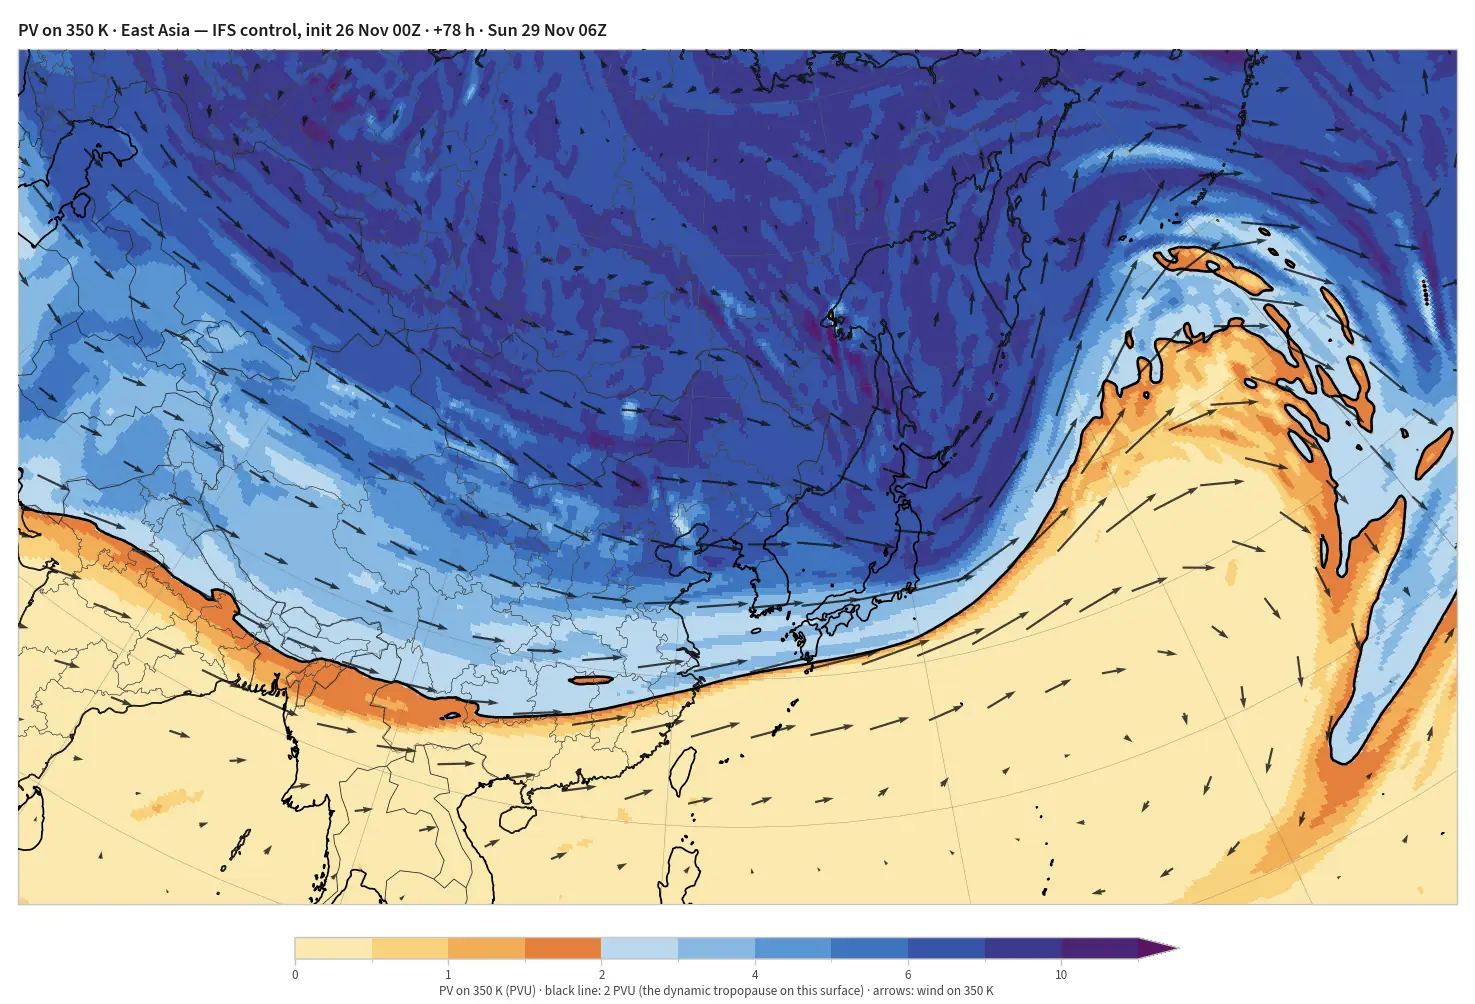 PV on 350 K · East Asia — IFS control, init 26 Nov 00Z · +78 h · Sun 29 Nov 06Z
0 1 2 4 6 10
PV on 350 K (PVU) · black line: 2 PVU (the dynamic tropopause on this surface) · arrows: wind on 350 K